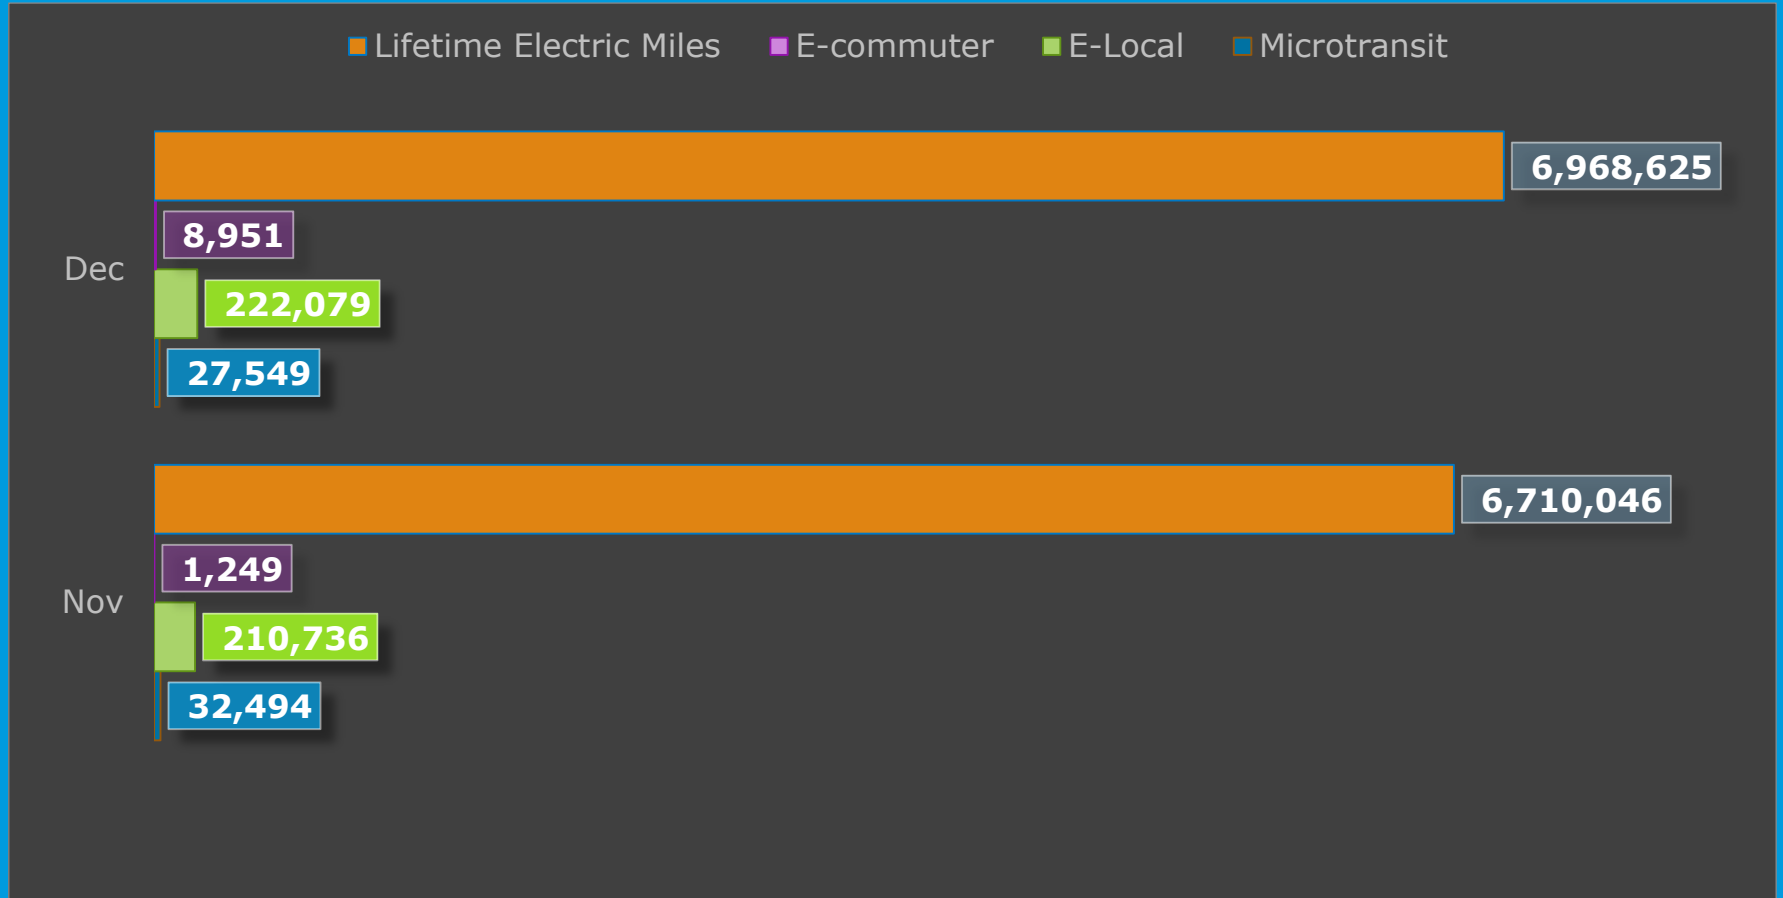 Lifetime Electric Miles E-commuter E-Local Microtransit
6,968,625
8,951
Dec
222,079
27,549
6,710,046
1,249
Nov
210,736
32,494